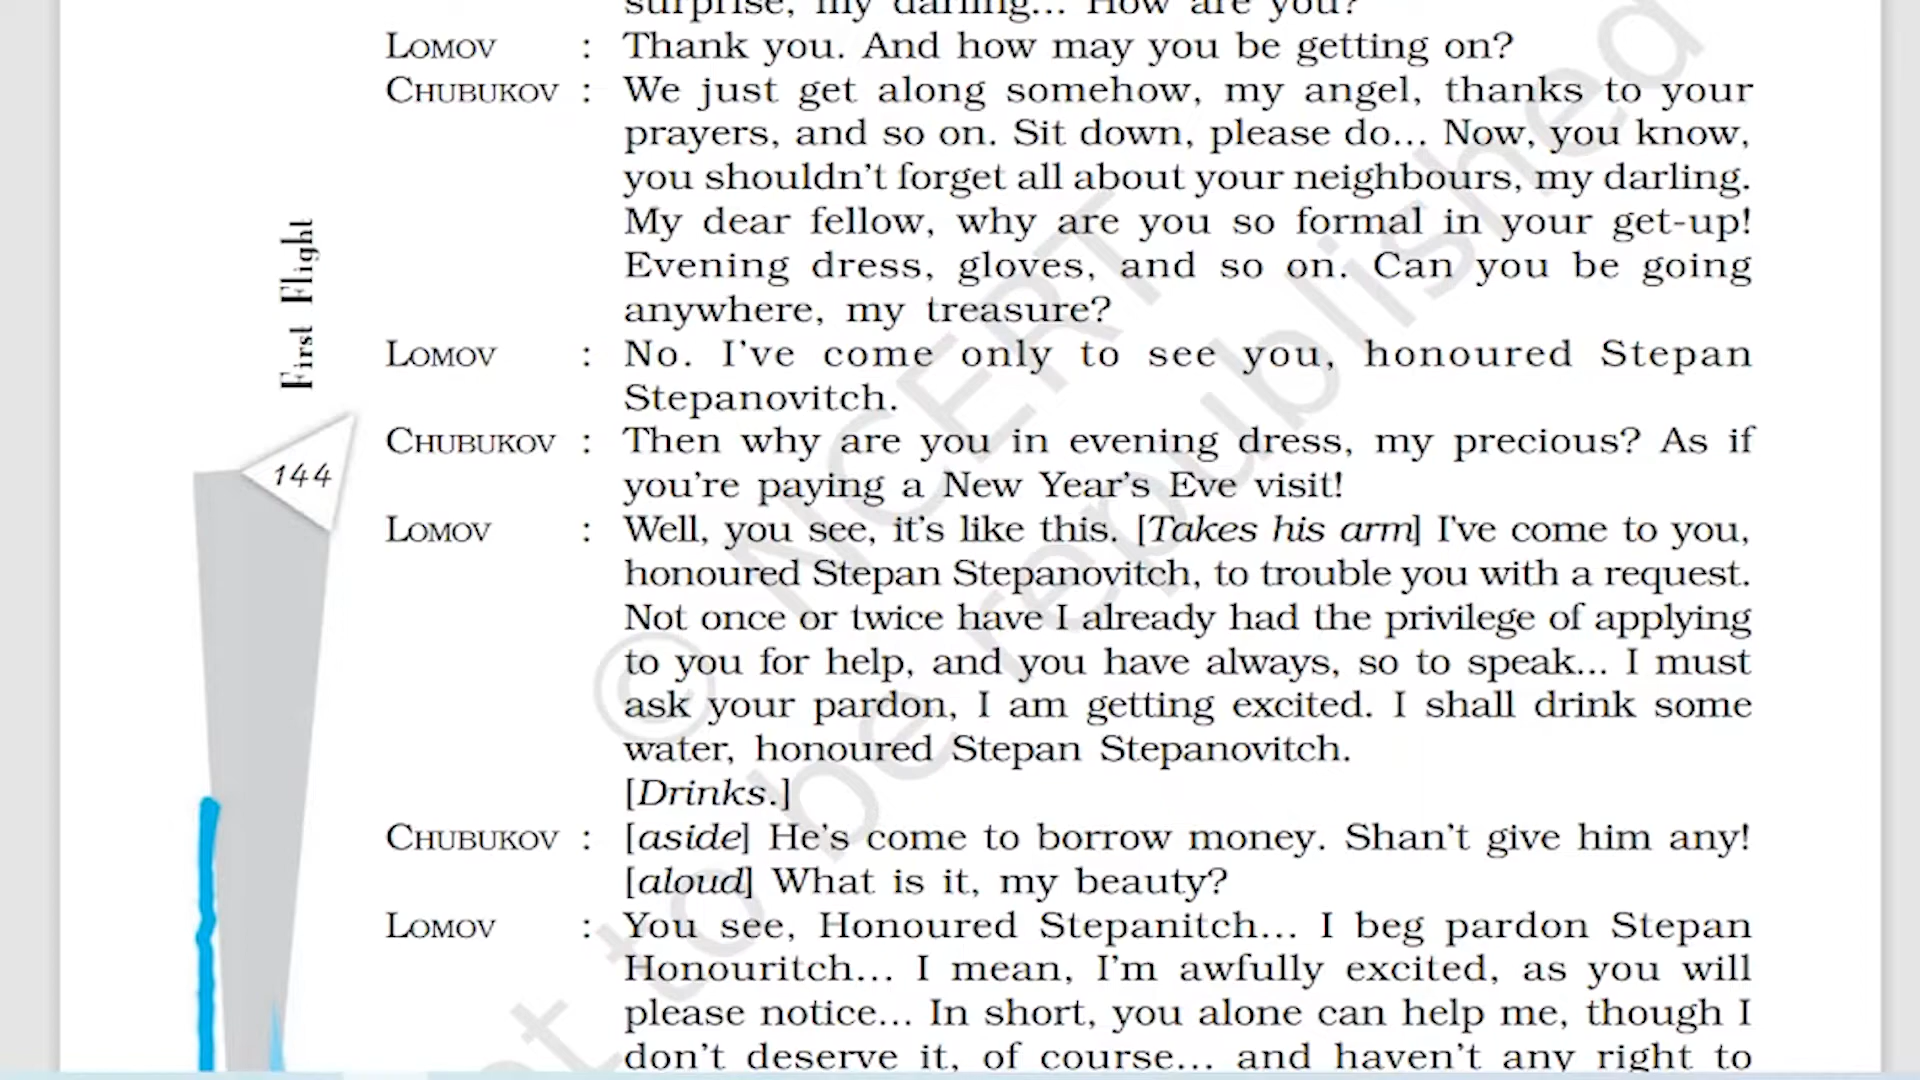 surprise, my darling... How are you?
LOMOV : Thank you. And how may you be getting on?
CHUBUKOV : We just get along somehow, my angel, thanks to your
prayers, and so on. Sit down, please do... Now, you know,
you shouldn't forget all about your neighbours, my darling.
My dear fellow, why are you so formal in your get-up!
Evening dress, gloves, and so on. Can you be going
anywhere, my treasure?
LOMOV : No. I've come only to see you, honoured Stepan
Stepanovitch.
CHUBUKOV : Then why are you in evening dress, my precious? As if
you're paying a New Year's Eve visit!
LOMOV : Well, you see, it's like this. [Takes his arm] I've come to you,
honoured Stepan Stepanovitch, to trouble you with a request.
Not once or twice have I already had the privilege of applying
to you for help, and you have always, so to speak... I must
ask your pardon, I am getting excited. I shall drink some
water, honoured Stepan Stepanovitch.
[Drinks.]
CHUBUKOV : [aside] He's come to borrow money. Shan't give him any!
[aloud] What is it, my beauty?
LOMOV : You see, Honoured Stepanitch... I beg pardon Stepan
Honouritch... I mean, I'm awfully excited, as you will
please notice... In short, you alone can help me, though I
don't deserve it, of course... and haven't any right to
First Flight
144
© NCERT
not to be republished